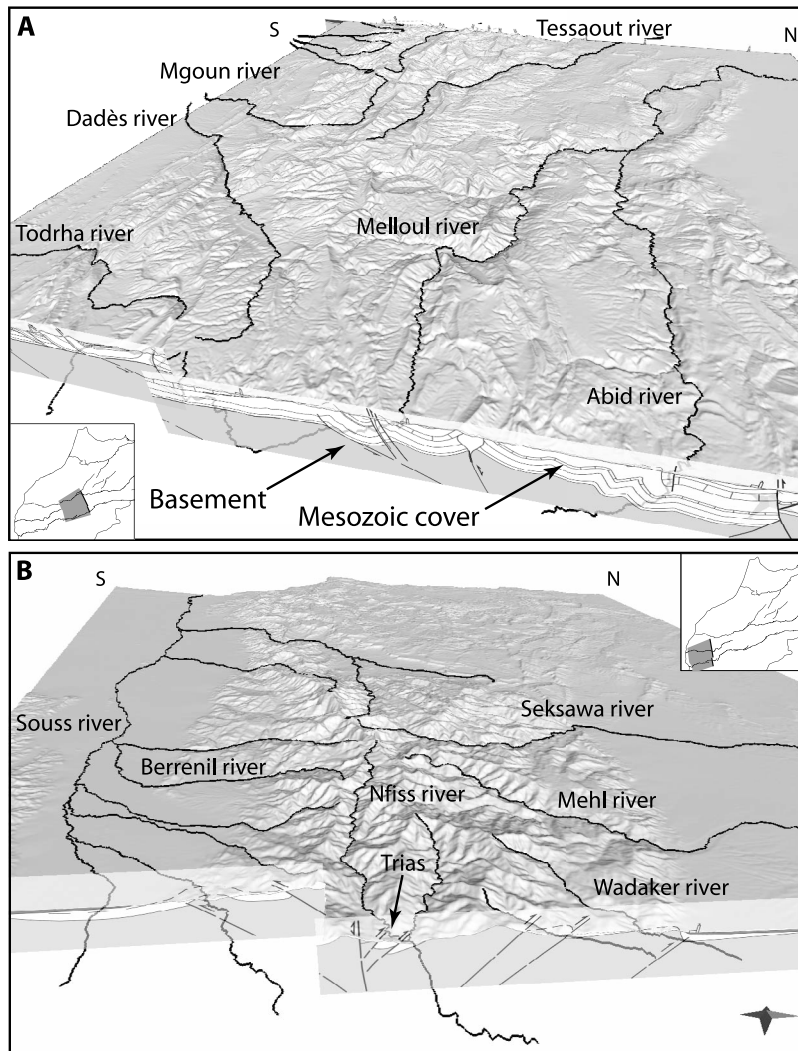 A
S
Tessaout river
N
Mgoun river
Dadès river
Todrha river
Melloul river
Abid river
Basement
Mesozoic cover
B
S
N
Souss river
Seksawa river
Berrenil river
Nfiss river
Mehl river
Trias
Wadaker river